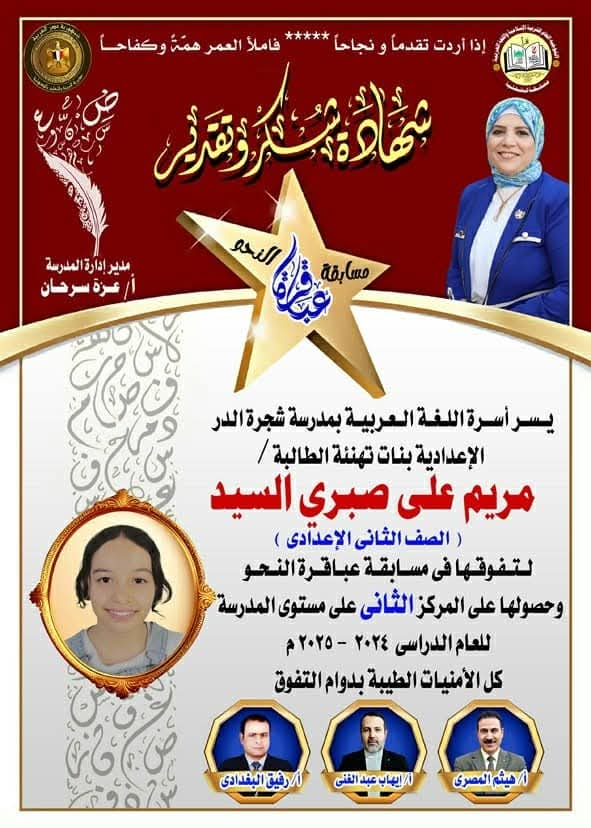 إذا أردت تقدماً و نجاحاً ***** فاملأ العمر همّةً وكفاحاً
شهادة شكر وتقدير
مسابقة عباقرة النحو
مدير إدارة المدرسة
أ/ عزة سرحان
يسر أسرة اللغة العربية بمدرسة شجرة الدر
الإعدادية بنات تهنئة الطالبة /
مريم على صبري السيد
( الصف الثانى الإعدادى )
لتفوقها فى مسابقة عباقرة النحو
وحصولها على المركز الثانى على مستوى المدرسة
للعام الدراسى ٢٠٢٤ - ٢٠٢٥ م
كل الأمنيات الطيبة بدوام التفوق
أ/ هيثم المصرى
أ/ إيهاب عبد الغنى
أ/ رفيق البغدادى